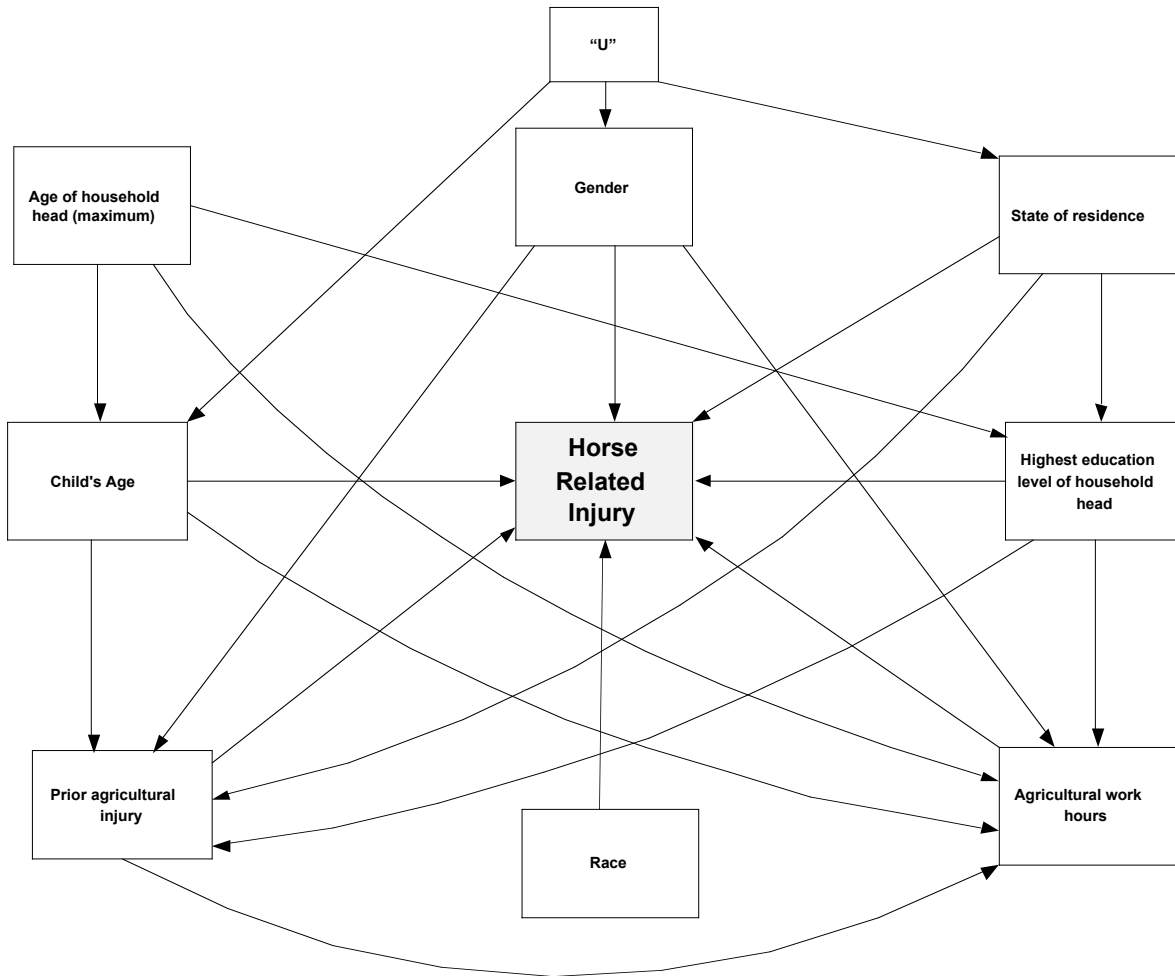 “U”
Gender
Age of household
head (maximum)
State of residence
Child's Age
Horse
Related
Injury
Highest education
level of household
head
Prior agricultural
injury
Race
Agricultural work
hours